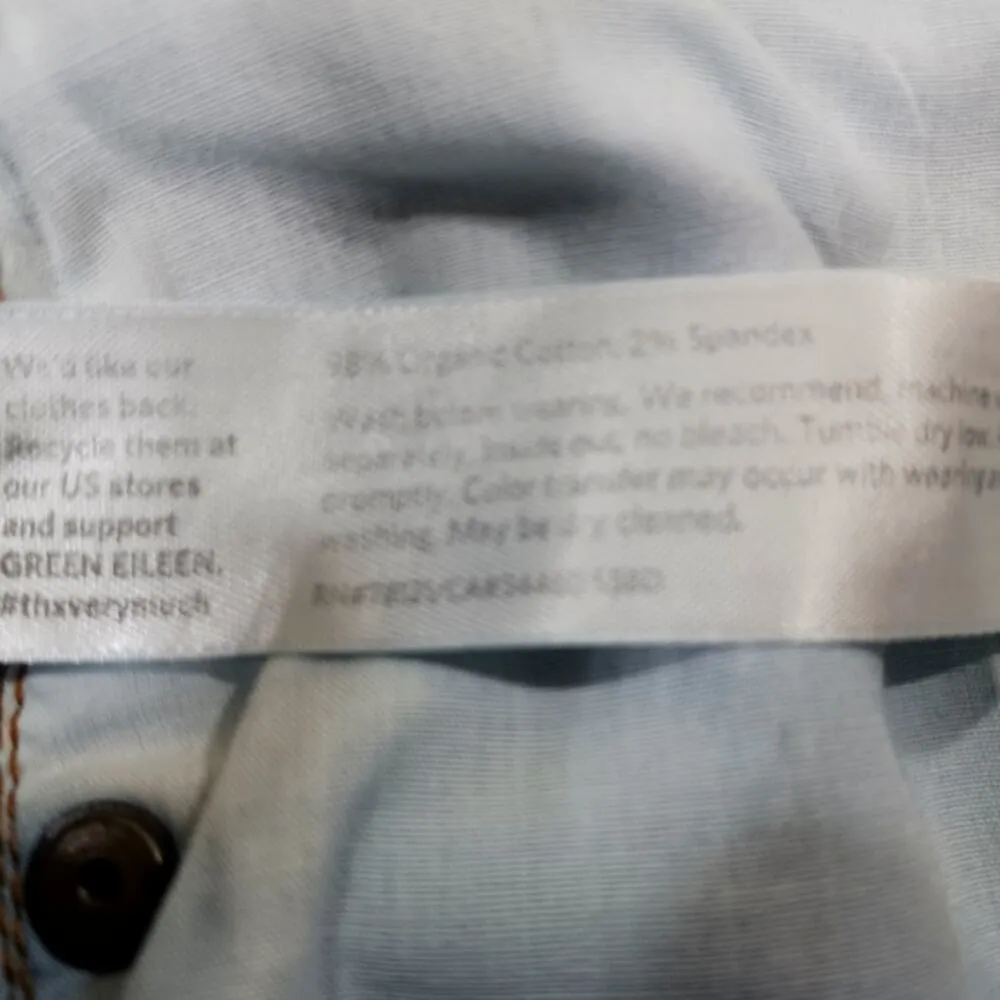 We'd like our
clothes back.
Recycle them at
our US stores
and support
GREEN EILEEN.
#thxverymuch
98% Organic Cotton, 2% Spandex
Wash before wearing. We recommend, machine
separately, inside out, no bleach. Tumble dry low
promptly. Color transfer may occur with wearing
washing. May be dry cleaned.